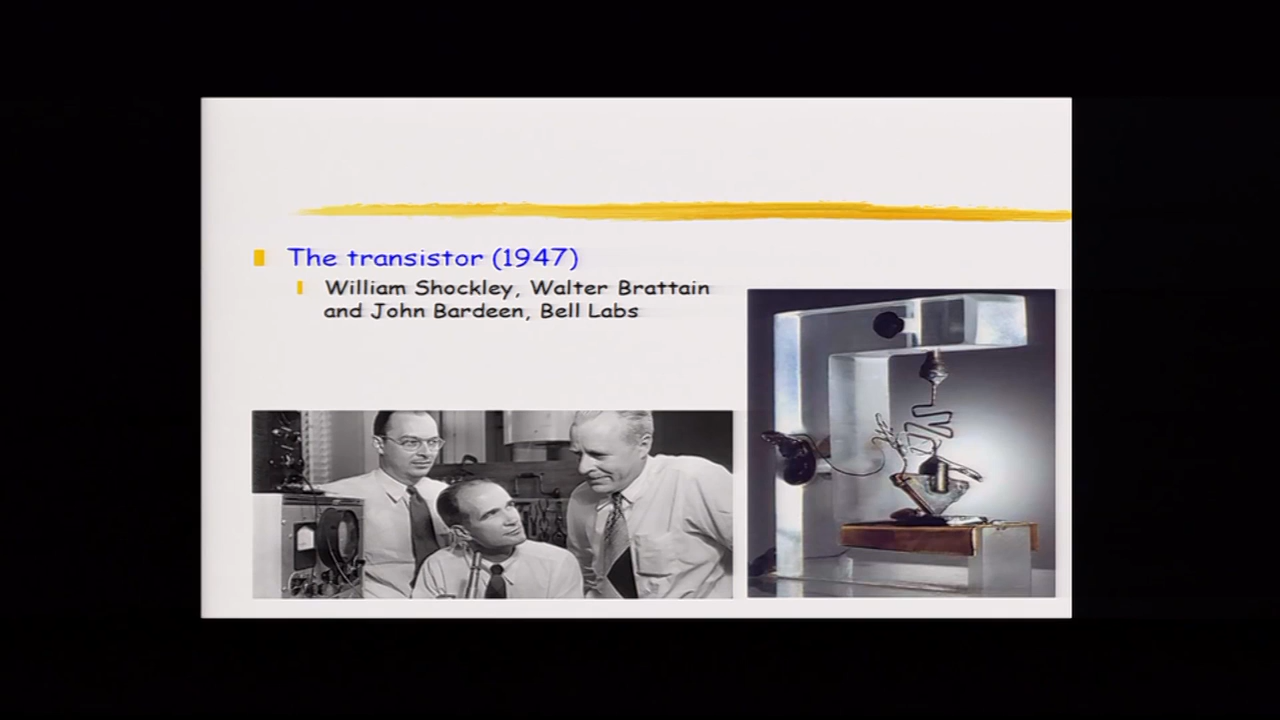 The transistor (1947)
William Shockley, Walter Brattain
and John Bardeen, Bell Labs